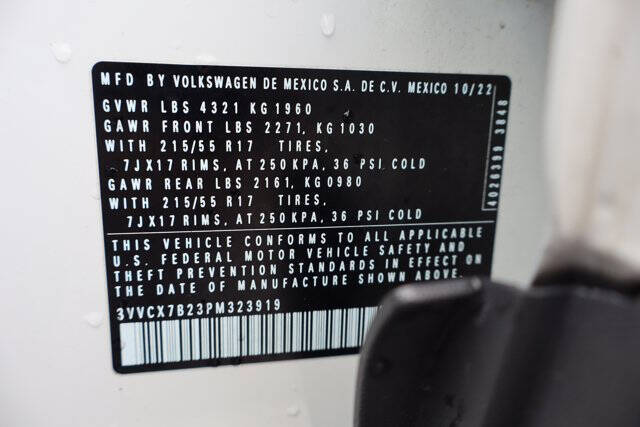 MFD BY VOLKSWAGEN DE MEXICO S.A. DE C.V. MEXICO 10/22
GVWR LBS 4321 KG 1960
GAWR FRONT LBS 2271, KG 1030
WITH 215/55 R17 TIRES,
7JX17 RIMS, AT 250 KPA, 36 PSI COLD
GAWR REAR LBS 2161, KG 0980
WITH 215/55 R17 TIRES,
7JX17 RIMS, AT 250 KPA, 36 PSI COLD
4026399 3848
THIS VEHICLE CONFORMS TO ALL APPLICABLE
U.S. FEDERAL MOTOR VEHICLE SAFETY AND
THEFT PREVENTION STANDARDS IN EFFECT ON
THE DATE OF MANUFACTURE SHOWN ABOVE.
3VVCX7B23PM323919